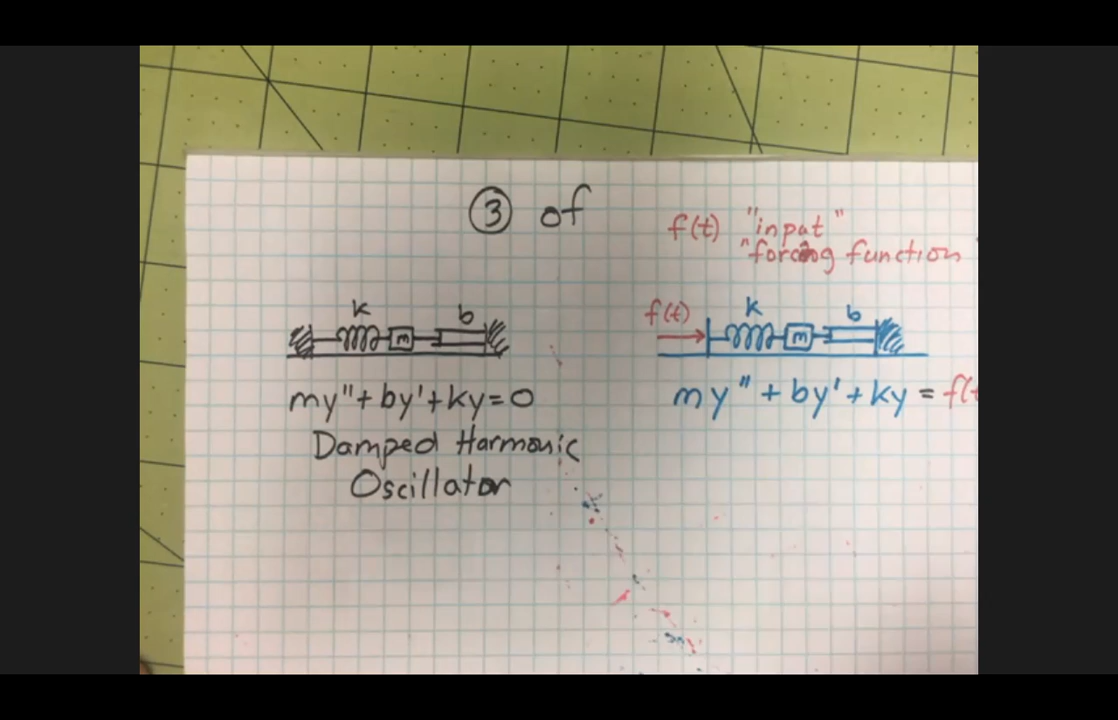 ③ of
f(t) "input"
"forcing function
k b
m
my"+by'+ky=0
Damped Harmonic
Oscillator
f(t) k b
m
my"+by'+ky=f(t